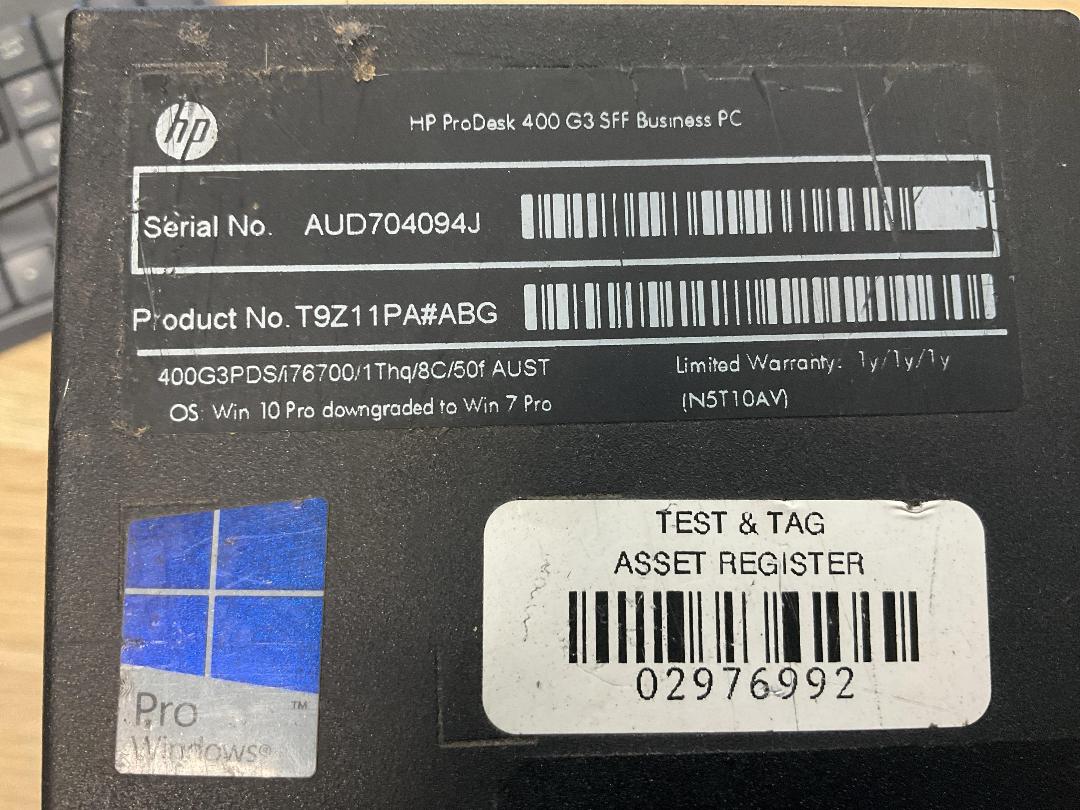 hp
HP ProDesk 400 G3 SFF Business PC
Serial No. AUD704094J
Product No. T9Z11PA#ABG
400G3PDS/i76700/1Thq/8C/50f AUST
Limited Warranty: 1y/1y/1y
OS: Win 10 Pro downgraded to Win 7 Pro
(N5T10AV)
TEST & TAG
ASSET REGISTER
02976992
Pro ™
Windows®